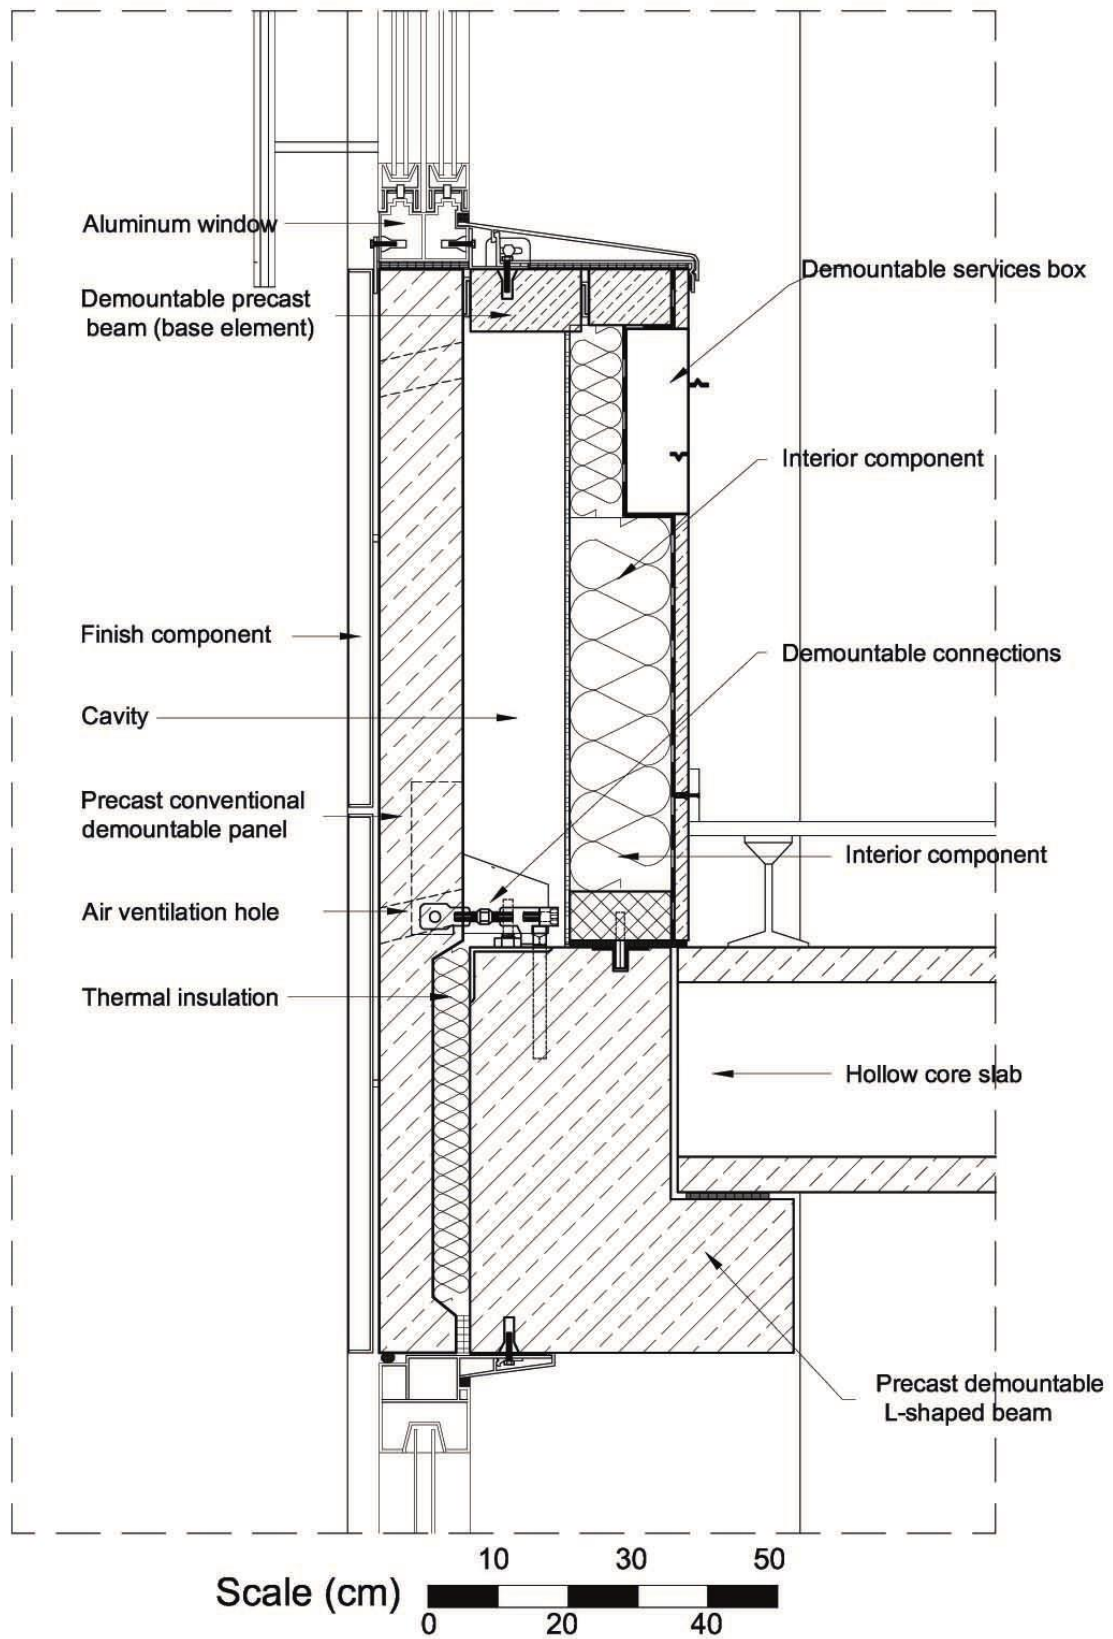 Aluminum window
Demountable services box
Demountable precast
beam (base element)
Interior component
Finish component
Demountable connections
Cavity
Precast conventional
demountable panel
Interior component
Air ventilation hole
Thermal insulation
Hollow core slab
Precast demountable
L-shaped beam
10 30 50
Scale (cm)
0 20 40